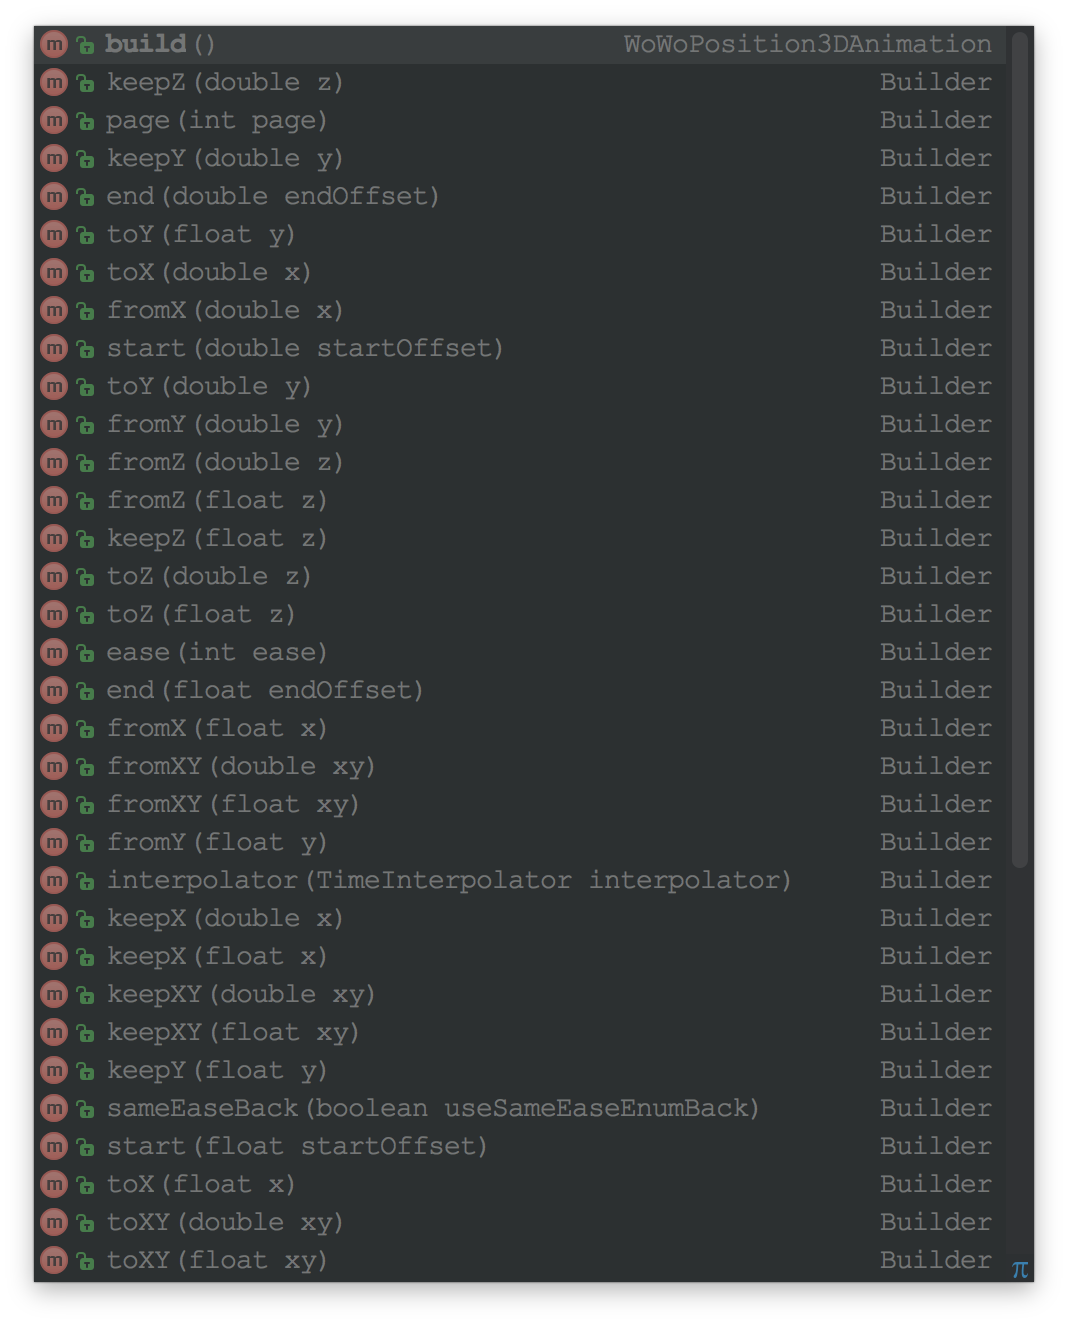 m build() WoWoPosition3DAnimation
m keepZ(double z) Builder
m page(int page) Builder
m keepY(double y) Builder
m end(double endOffset) Builder
m toY(float y) Builder
m toX(double x) Builder
m fromX(double x) Builder
m start(double startOffset) Builder
m toY(double y) Builder
m fromY(double y) Builder
m fromZ(double z) Builder
m fromZ(float z) Builder
m keepZ(float z) Builder
m toZ(double z) Builder
m toZ(float z) Builder
m ease(int ease) Builder
m end(float endOffset) Builder
m fromX(float x) Builder
m fromXY(double xy) Builder
m fromXY(float xy) Builder
m fromY(float y) Builder
m interpolator(TimeInterpolator interpolator) Builder
m keepX(double x) Builder
m keepX(float x) Builder
m keepXY(double xy) Builder
m keepXY(float xy) Builder
m keepY(float y) Builder
m sameEaseBack(boolean useSameEaseEnumBack) Builder
m start(float startOffset) Builder
m toX(float x) Builder
m toXY(double xy) Builder
m toXY(float xy) Builder
π